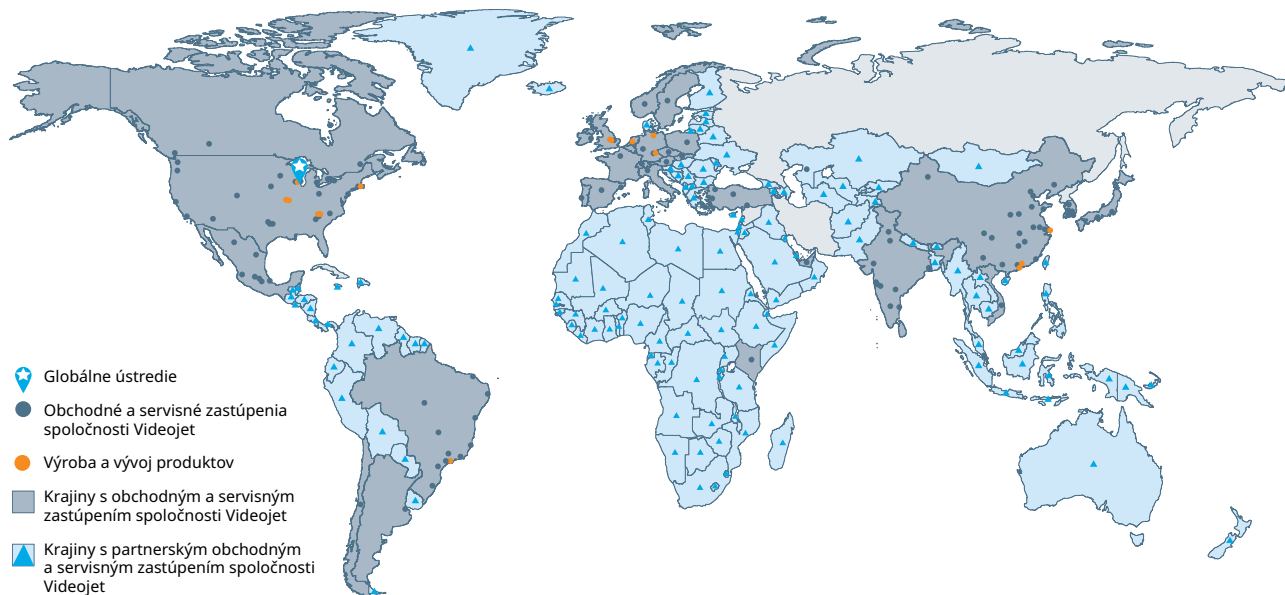 Globálne ústredie
Obchodné a servisné zastúpenia
spoločnosti Videojet
Výroba a vývoj produktov
Krajiny s obchodným a servisným
zastúpením spoločnosti Videojet
Krajiny s partnerským obchodným
a servisným zastúpením spoločnosti
Videojet